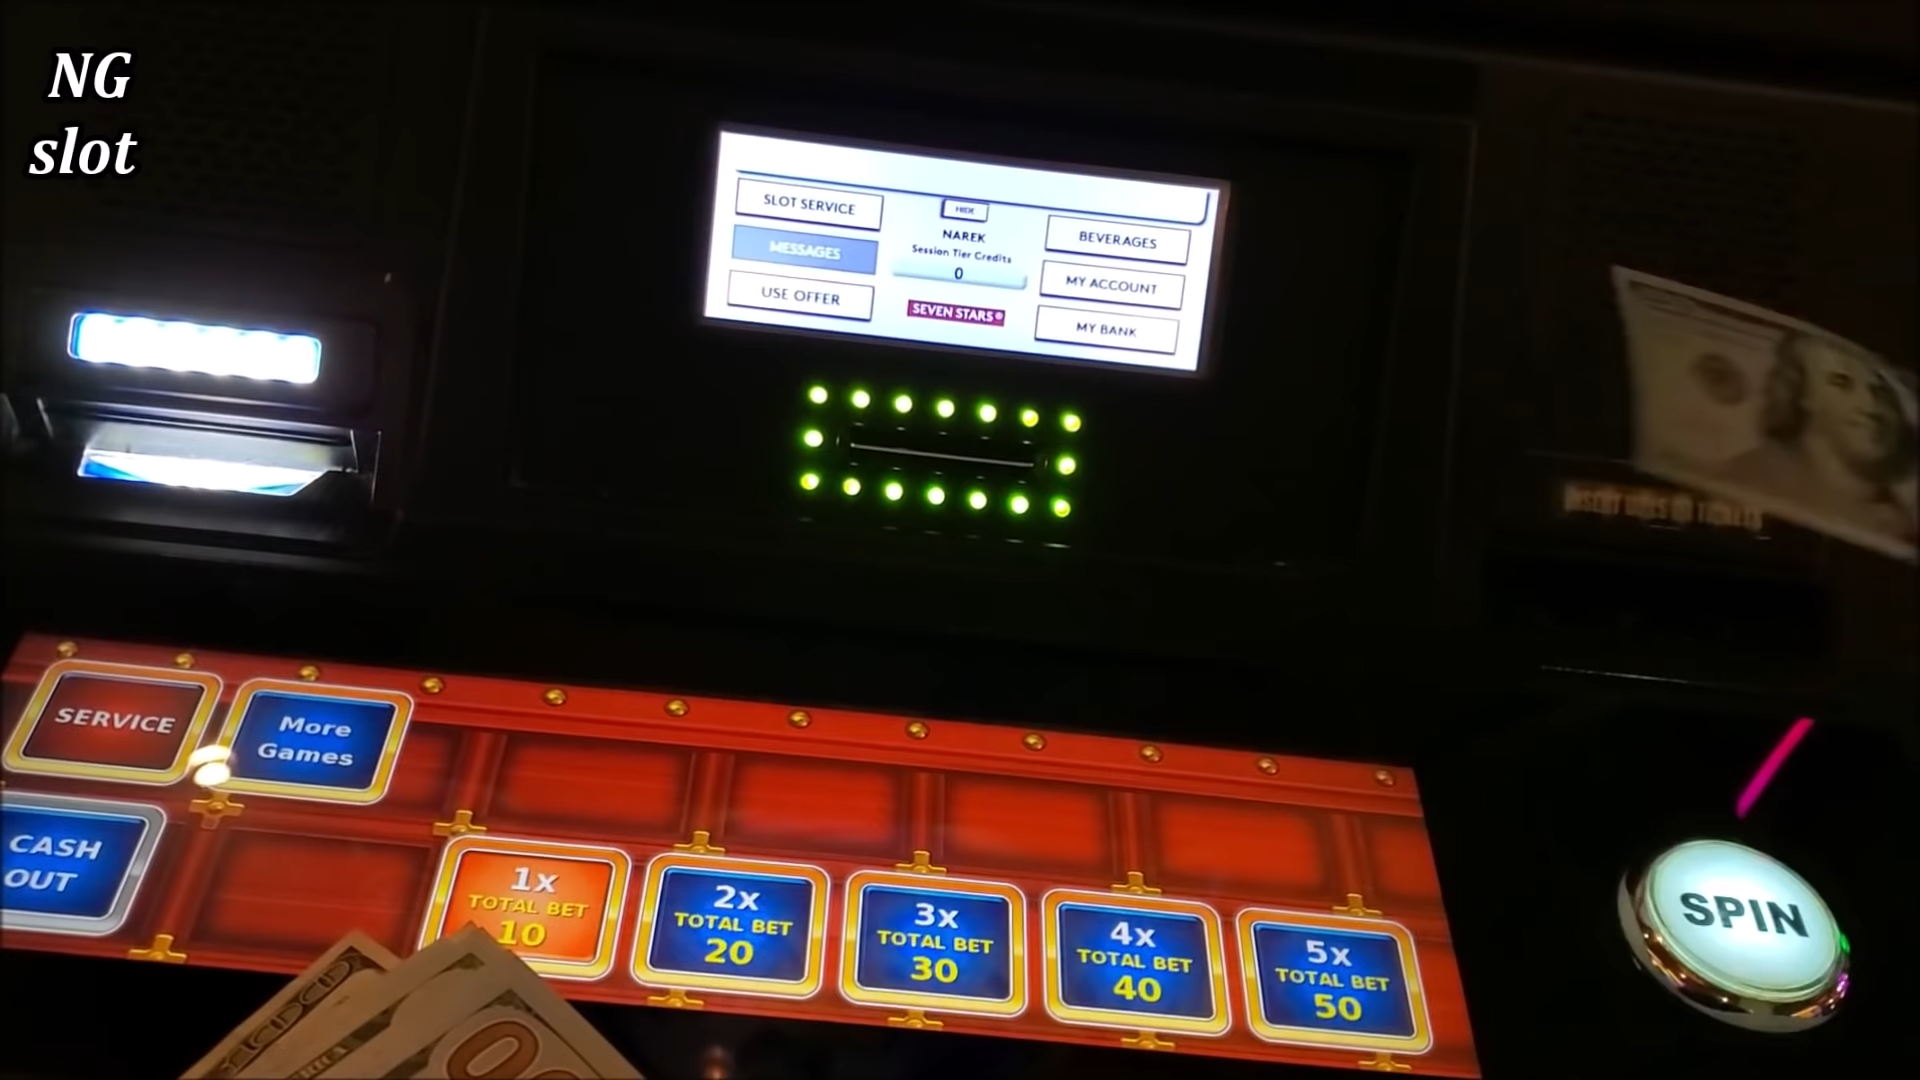 NG
slot
SLOT SERVICE
MESSAGES
USE OFFER
HIDE
NAREK
Session Tier Credits
0
SEVEN STARS®
BEVERAGES
MY ACCOUNT
MY BANK
SERVICE
More
Games
CASH
OUT
1x
TOTAL BET
10
2x
TOTAL BET
20
3x
TOTAL BET
30
4x
TOTAL BET
40
5x
TOTAL BET
50
SPIN